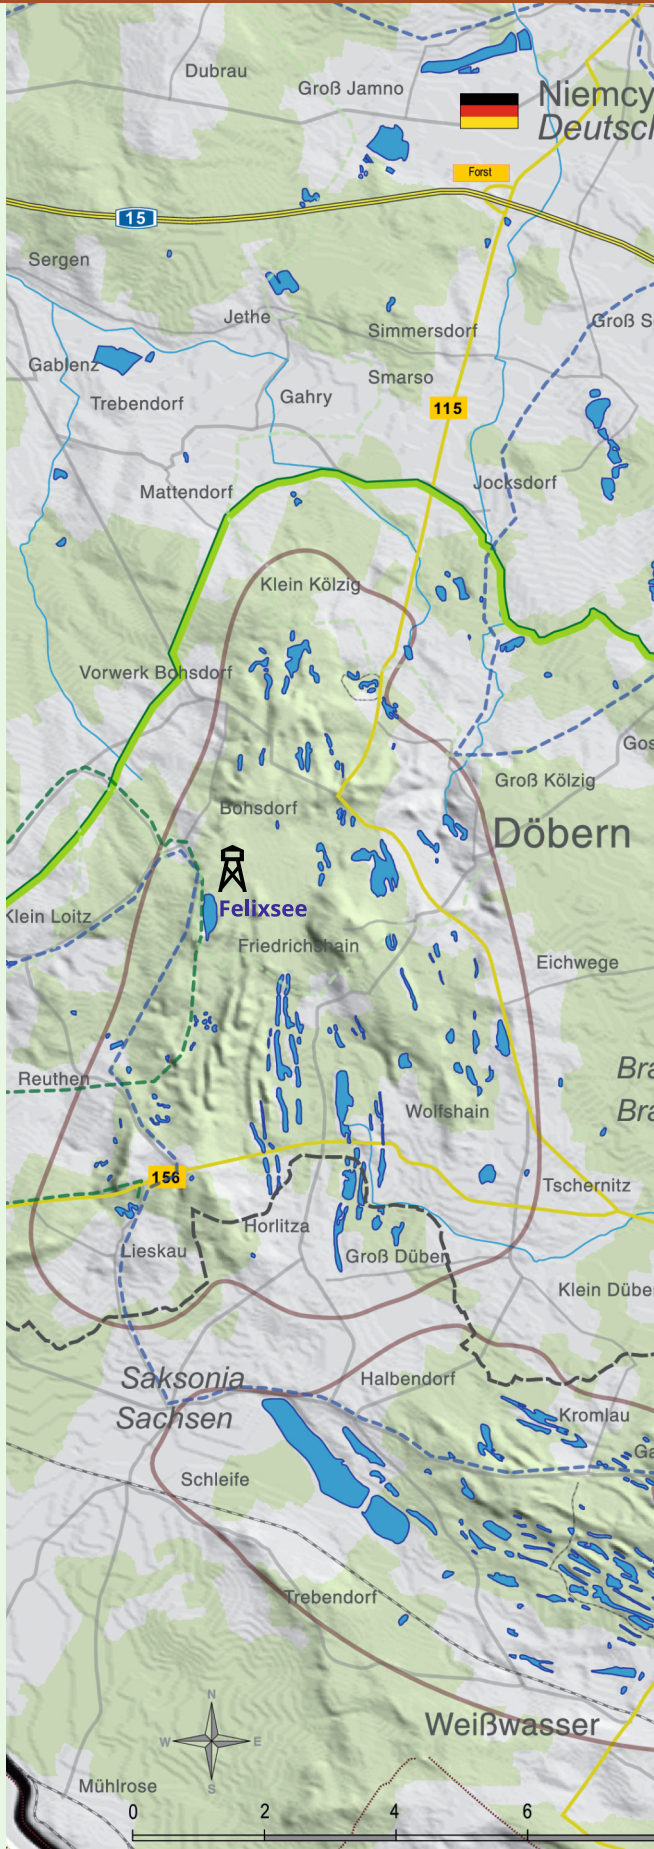 Dubrau
Groß Jamno
Niemcy
Deutsch
Forst
15
Sergen
Jethe
Simmersdorf
Groß S
Gablenz
Smarso
Trebendorf
Gahry
115
Mattendorf
Jocksdorf
Klein Kölzig
Vorwerk Bohsdorf
Gos
Groß Kölzig
Bohsdorf
Döbern
Klein Loitz
Felixsee
Friedrichshain
Eichwege
Reuthen
Bra
Wolfshain
Bra
156
Tschernitz
Horlitza
Lieskau
Groß Düben
Klein Dübe
Saksonia
Halbendorf
Sachsen
Kromlau
Ga
Schleife
Trebendorf
Weißwasser
N
W E
S
Mühlrose
0 2 4 6